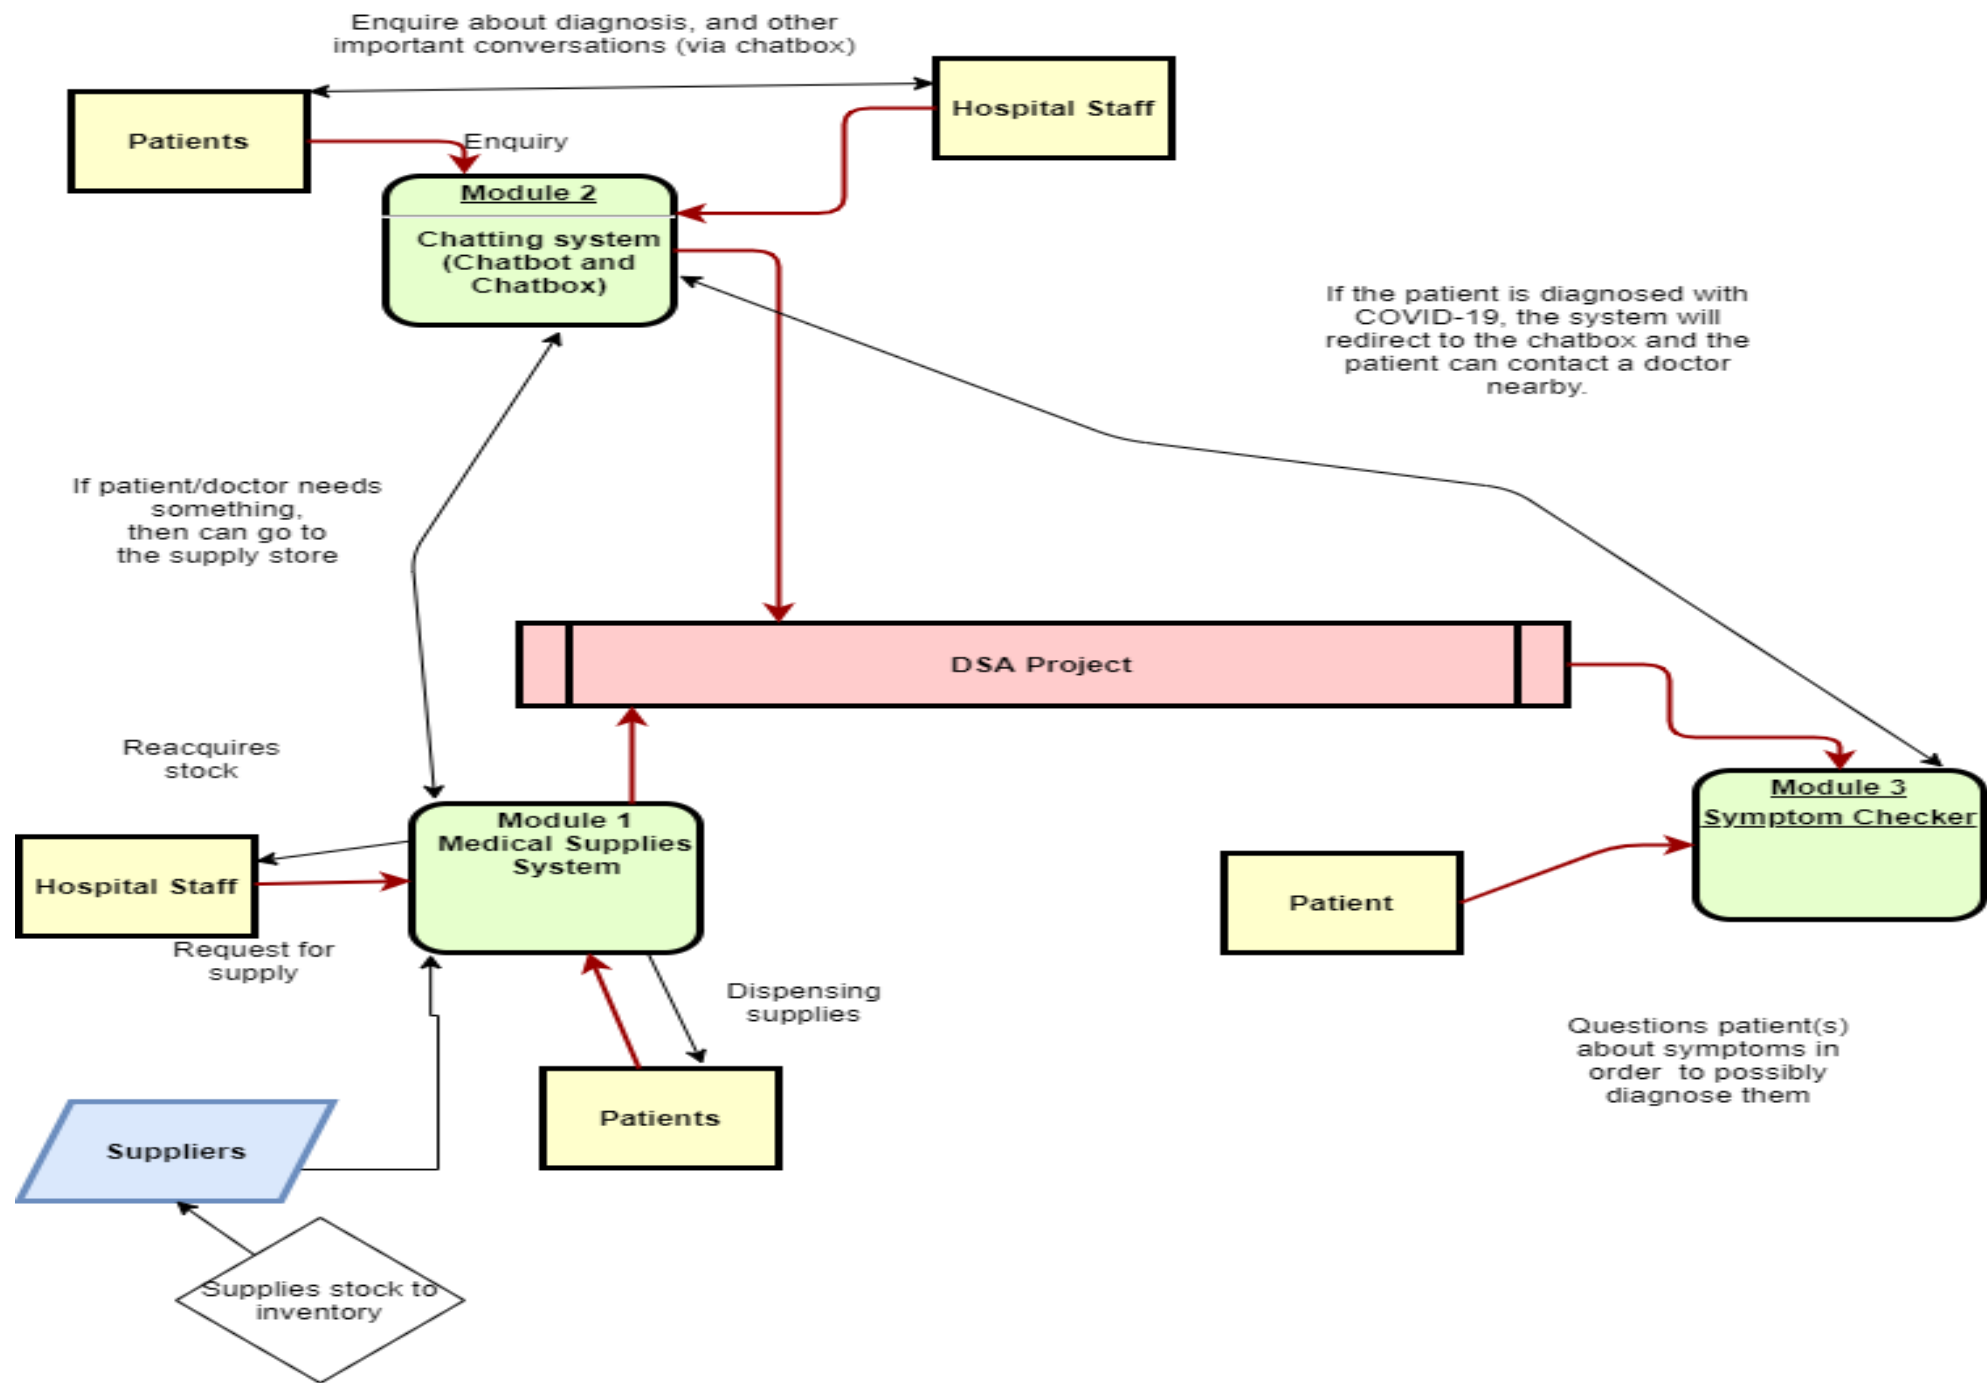 Enquire about diagnosis, and other
important conversations (via chatbox)
Patients
Enquiry
Hospital Staff
Module 2
Chatting system
(Chatbot and
Chatbox)
If the patient is diagnosed with
COVID-19, the system will
redirect to the chatbox and the
patient can contact a doctor
nearby.
If patient/doctor needs
something,
then can go to
the supply store
DSA Project
Reacquires
stock
Module 1
Medical Supplies
System
Hospital Staff
Request for
supply
Module 3
Symptom Checker
Patient
Dispensing
supplies
Questions patient(s)
about symptoms in
order  to possibly
diagnose them
Patients
Suppliers
Supplies stock to
inventory